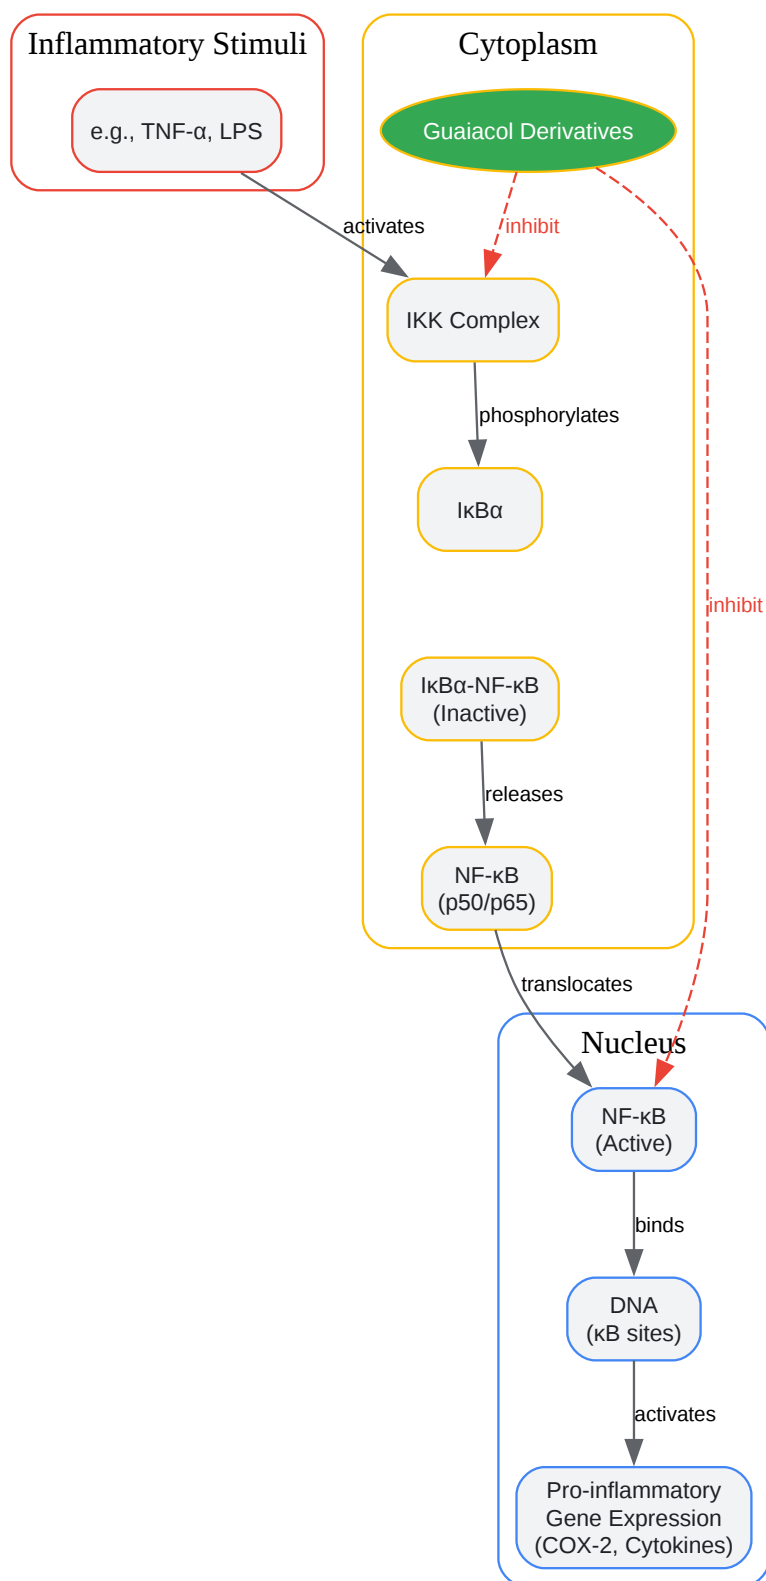 Inflammatory Stimuli
Cytoplasm
e.g., TNF-α, LPS
Guaiacol Derivatives
activates
inhibit
IKK Complex
phosphorylates
IκBα
inhibit
IκBα-NF-κB
(Inactive)
releases
NF-κB
(p50/p65)
translocates
Nucleus
NF-κB
(Active)
binds
DNA
(κB sites)
activates
Pro-inflammatory
Gene Expression
(COX-2, Cytokines)